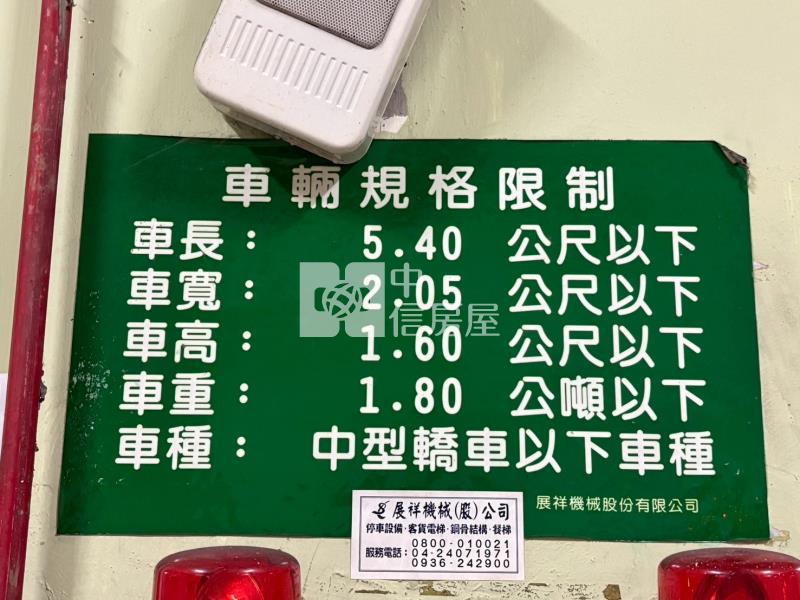 車輛規格限制
車長： 5.40 公尺以下
車寬： 2.05 公尺以下
車高： 1.60 公尺以下
車重： 1.80 公噸以下
車種： 中型轎車以下車種
中信房屋
展祥機械股份有限公司
展祥機械(股)公司
停車設備·客貨電梯·鋼骨結構·餐梯
0800-010021
服務電話：04-24071971
0936-242900